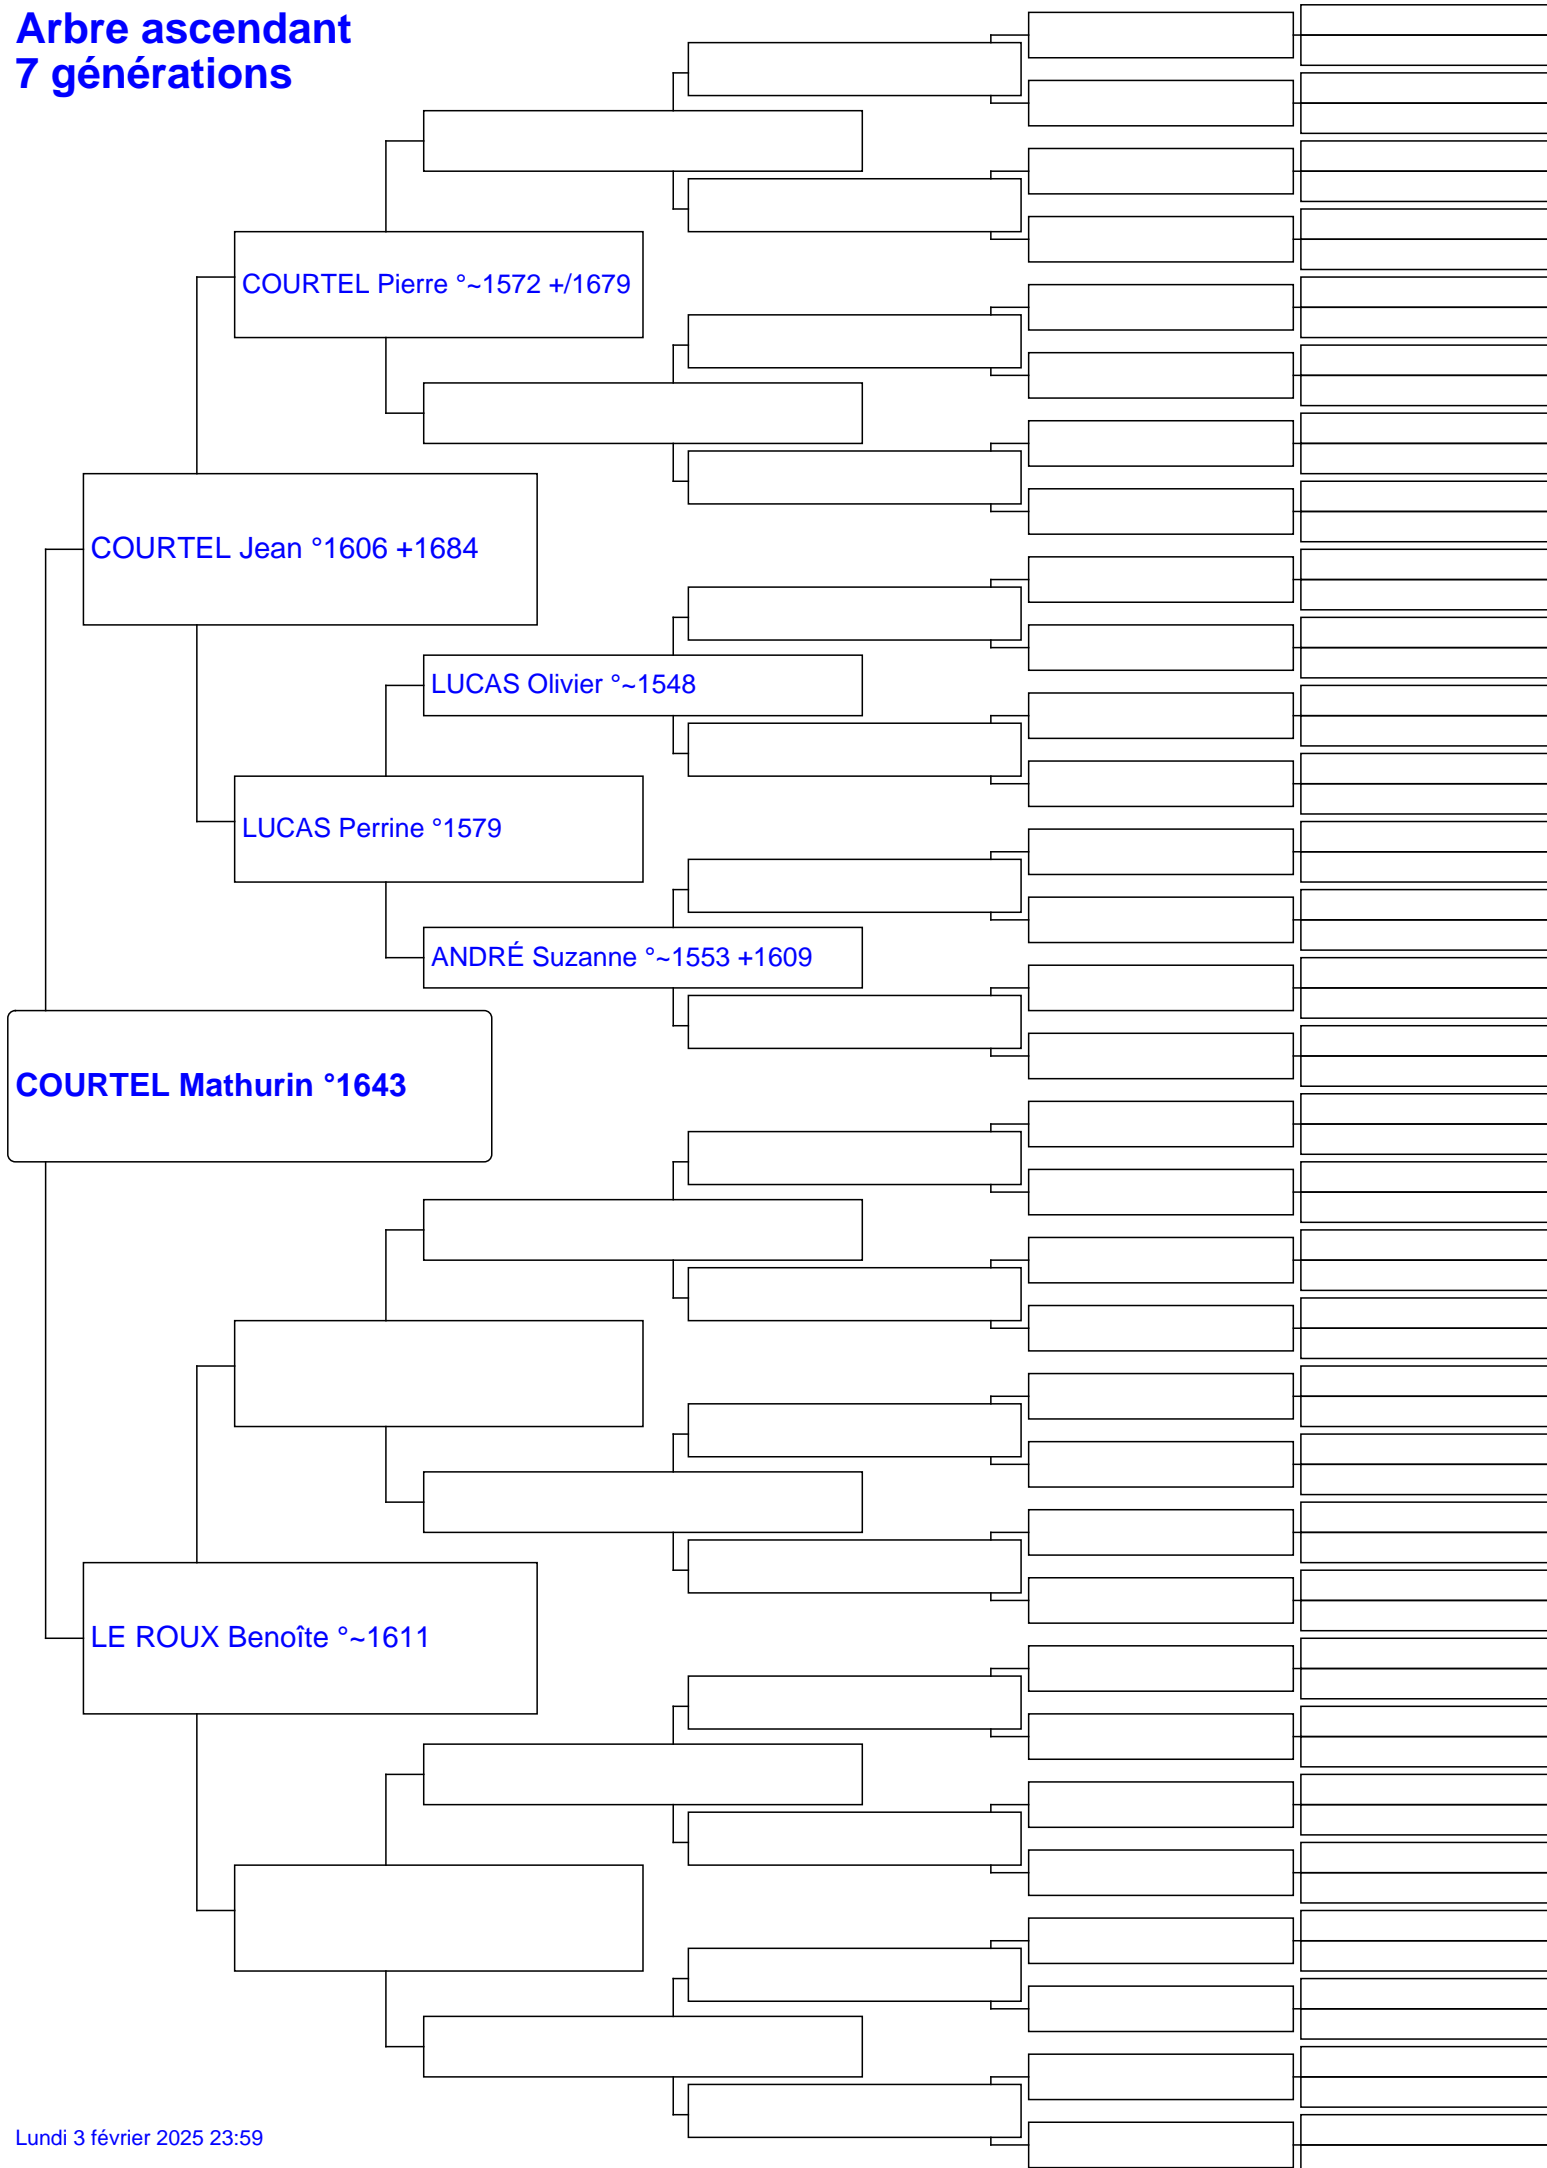 Arbre ascendant
7 générations
COURTEL Pierre °~1572 +/1679
COURTEL Jean °1606 +1684
LUCAS Olivier °~1548
LUCAS Perrine °1579
ANDRÉ Suzanne °~1553 +1609
COURTEL Mathurin °1643
LE ROUX Benoîte °~1611
Lundi 3 février 2025 23:59